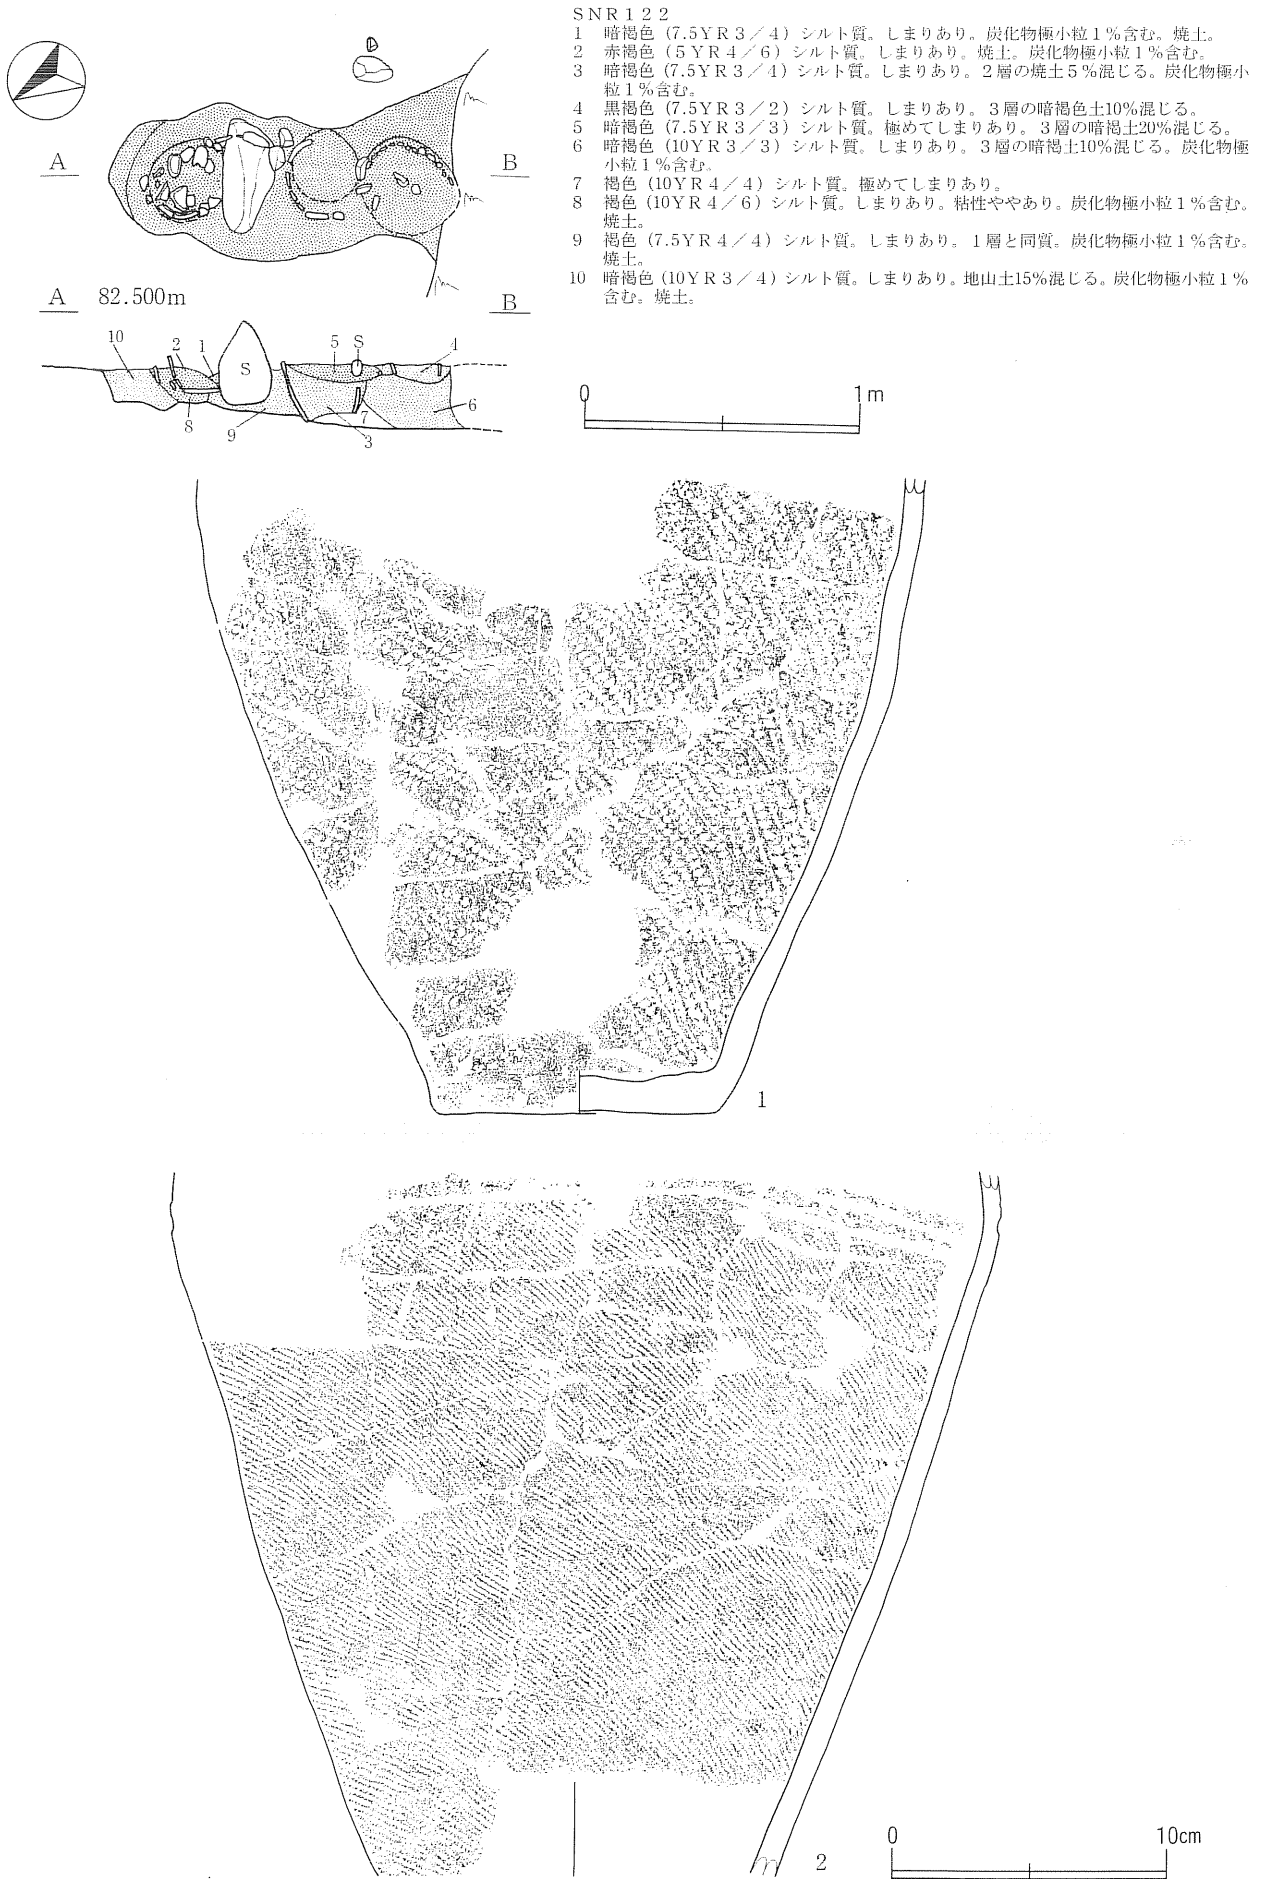 SNR122
1 暗褐色(7.5YR3/4)シルト質。しまりあり。炭化物極小粒1%含む。焼土。
2 赤褐色(5YR4/6)シルト質。しまりあり。焼土。炭化物極小粒1%含む。
3 暗褐色(7.5YR3/4)シルト質。しまりあり。2層の焼土5%混じる。炭化物極小
粒1%含む。
4 黒褐色(7.5YR3/2)シルト質。しまりあり。3層の暗褐色土10%混じる。
5 暗褐色(7.5YR3/3)シルト質。極めてしまりあり。3層の暗褐土20%混じる。
6 暗褐色(10YR3/3)シルト質。しまりあり。3層の暗褐土10%混じる。炭化物極
小粒1%含む。
7 褐色(10YR4/4)シルト質。極めてしまりあり。
8 褐色(10YR4/6)シルト質。しまりあり。粘性ややあり。炭化物極小粒1%含む。
焼土。
9 褐色(7.5YR4/4)シルト質。しまりあり。1層と同質。炭化物極小粒1%含む。
焼土。
10 暗褐色(10YR3/4)シルト質。しまりあり。地山土15%混じる。炭化物極小粒1%
含む。焼土。
A B
A 82.500m B
10 2 1 S 5 S 4
8 9 3 7 6
0 1m
1
2
0 10cm